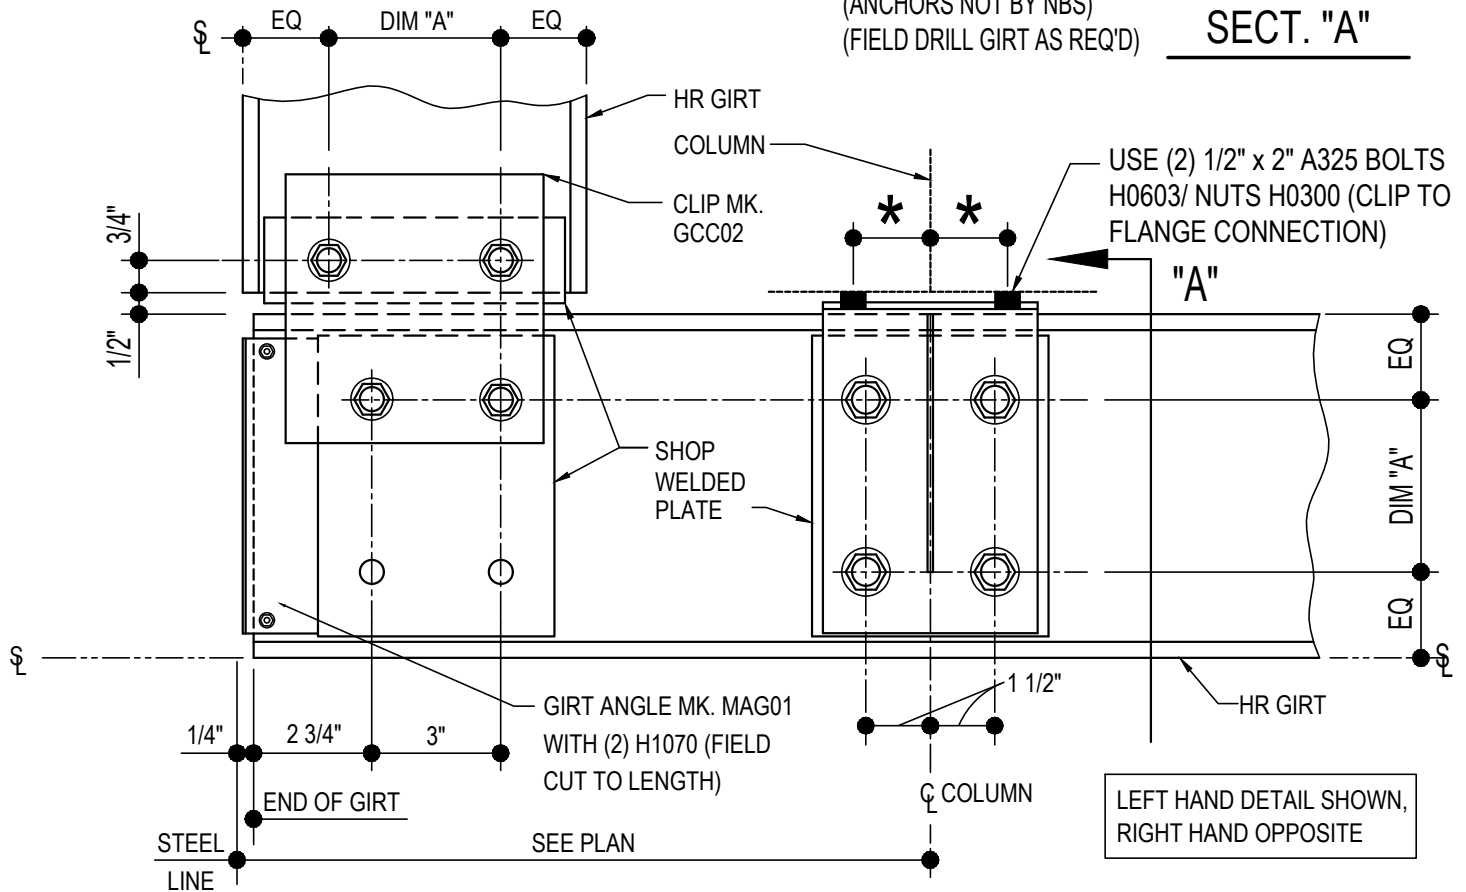 (ANCHORS NOT BY NBS)
(FIELD DRILL GIRT AS REQ'D)
SECT. "A"
EQ
DIM "A"
EQ
SL
HR GIRT
COLUMN
CLIP MK.
GCC02
USE (2) 1/2" x 2" A325 BOLTS
H0603/ NUTS H0300 (CLIP TO
FLANGE CONNECTION)
* *
"A"
3/4"
1/2"
EQ
DIM "A"
EQ
SHOP
WELDED
PLATE
SL
SL
1 1/2"
HR GIRT
GIRT ANGLE MK. MAG01
WITH (2) H1070 (FIELD
CUT TO LENGTH)
1/4"
2 3/4"
3"
END OF GIRT
CL COLUMN
LEFT HAND DETAIL SHOWN,
RIGHT HAND OPPOSITE
STEEL
LINE
SEE PLAN